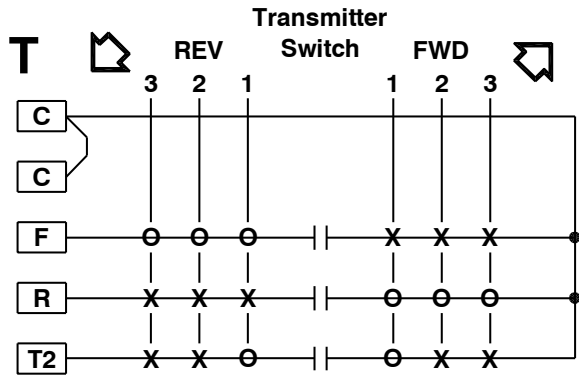 Transmitter
T REV Switch FWD
3 2 1 1 2 3
C
C
F O O O X X X
R X X X O O O
T2 X X O O X X